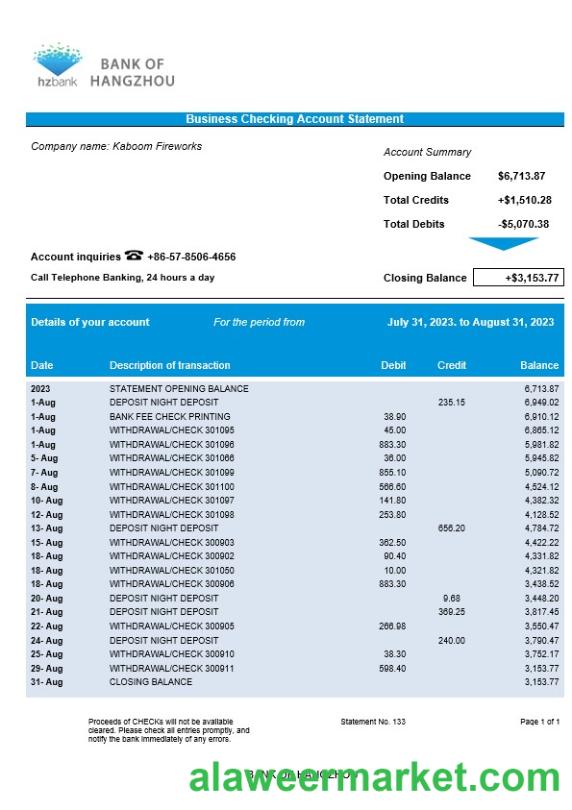 BANK OF
HANGZHOU
hzbank
Business Checking Account Statement
Company name: Kaboom Fireworks
Account Summary
Opening Balance $6,713.87
Total Credits +$1,510.28
Total Debits -$5,070.38
Account inquiries ☎ +86-57-8506-4656
Call Telephone Banking, 24 hours a day
Closing Balance +$3,153.77
Details of your account For the period from July 31, 2023. to August 31, 2023
Date Description of transaction Debit Credit Balance
2023 STATEMENT OPENING BALANCE 6,713.87
1-Aug DEPOSIT NIGHT DEPOSIT 235.15 6,949.02
1-Aug BANK FEE CHECK PRINTING 38.90 6,910.12
1-Aug WITHDRAWAL/CHECK 301095 45.00 6,865.12
1-Aug WITHDRAWAL/CHECK 301096 883.30 5,981.82
5- Aug WITHDRAWAL/CHECK 301066 36.00 5,945.82
7- Aug WITHDRAWAL/CHECK 301099 855.10 5,090.72
8- Aug WITHDRAWAL/CHECK 301100 566.60 4,524.12
10- Aug WITHDRAWAL/CHECK 301097 141.80 4,382.32
12- Aug WITHDRAWAL/CHECK 301098 253.80 4,128.52
13- Aug DEPOSIT NIGHT DEPOSIT 656.20 4,784.72
15- Aug WITHDRAWAL/CHECK 300903 362.50 4,422.22
18- Aug WITHDRAWAL/CHECK 300902 90.40 4,331.82
18- Aug WITHDRAWAL/CHECK 301050 10.00 4,321.82
18- Aug WITHDRAWAL/CHECK 300906 883.30 3,438.52
20- Aug DEPOSIT NIGHT DEPOSIT 9.68 3,448.20
21- Aug DEPOSIT NIGHT DEPOSIT 369.25 3,817.45
22- Aug WITHDRAWAL/CHECK 300905 266.98 3,550.47
24- Aug DEPOSIT NIGHT DEPOSIT 240.00 3,790.47
25- Aug WITHDRAWAL/CHECK 300910 38.30 3,752.17
29- Aug WITHDRAWAL/CHECK 300911 598.40 3,153.77
31- Aug CLOSING BALANCE 3,153.77
Proceeds of CHECKs will not be available
cleared. Please check all entries promptly, and
notify the bank immediately of any errors.
Statement No. 133
Page 1 of 1
BANK OF HANGZHOU
alaweermarket.com